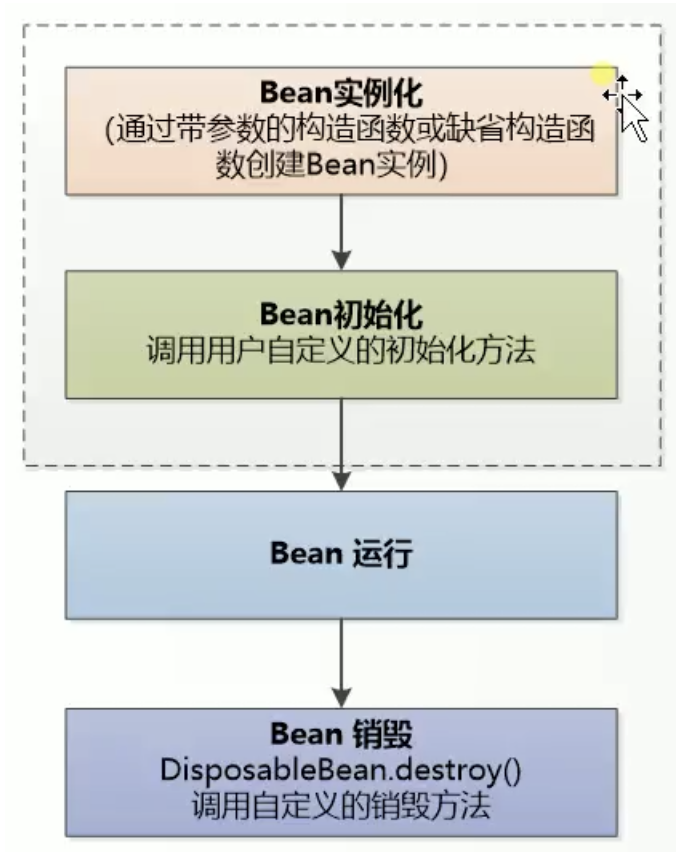 Bean实例化
(通过带参数的构造函数或缺省构造函
数创建Bean实例)
Bean初始化
调用用户自定义的初始化方法
Bean 运行
Bean 销毁
DisposableBean.destroy()
调用自定义的销毁方法